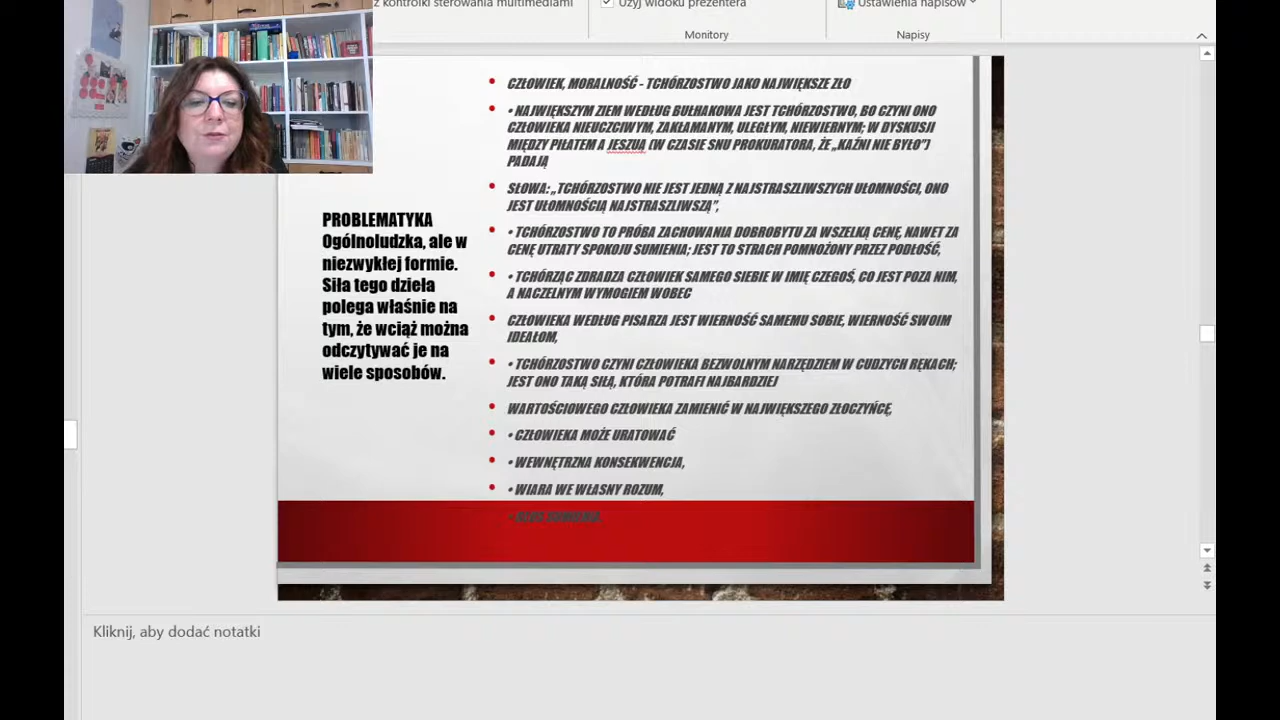 z kontrolki sterowania multimediami
Użyj widoku prezentera
Ustawienia napisów
Monitory
Napisy
PROBLEMATYKA
Ogólnoludzka, ale w
niezwykłej formie.
Siła tego dzieła
polega właśnie na
tym, że wciąż można
odczytywać je na
wiele sposobów.
• CZŁOWIEK, MORALNOŚĆ - TCHÓRZOSTWO JAKO NAJWIĘKSZE ZŁO
• • NAJWIĘKSZYM ZŁEM WEDŁUG BUŁHAKOWA JEST TCHÓRZOSTWO, BO CZYNI ONO
CZŁOWIEKA NIEUCZCIWYM, ZAKŁAMANYM, ULEGŁYM, NIEWIERNYM; W DYSKUSJI
MIĘDZY PIŁATEM A JESZUĄ (W CZASIE SNU PROKURATORA, ŻE „KAŹNI NIE BYŁO")
PADAJĄ
• SŁOWA: „TCHÓRZOSTWO NIE JEST JEDNĄ Z NAJSTRASZLIWSZYCH UŁOMNOŚCI, ONO
JEST UŁOMNOŚCIĄ NAJSTRASZLIWSZĄ",
• • TCHÓRZOSTWO TO PRÓBA ZACHOWANIA DOBROBYTU ZA WSZELKĄ CENĘ, NAWET ZA
CENĘ UTRATY SPOKOJU SUMIENIA; JEST TO STRACH POMNOŻONY PRZEZ PODŁOŚĆ,
• • TCHÓRZĄC ZDRADZA CZŁOWIEK SAMEGO SIEBIE W IMIĘ CZEGOŚ, CO JEST POZA NIM,
A NACZELNYM WYMOGIEM WOBEC
• CZŁOWIEKA WEDŁUG PISARZA JEST WIERNOŚĆ SAMEMU SOBIE, WIERNOŚĆ SWOIM
IDEAŁOM,
• • TCHÓRZOSTWO CZYNI CZŁOWIEKA BEZWOLNYM NARZĘDZIEM W CUDZYCH RĘKACH;
JEST ONO TAKĄ SIŁĄ, KTÓRA POTRAFI NAJBARDZIEJ
• WARTOŚCIOWEGO CZŁOWIEKA ZAMIENIĆ W NAJWIĘKSZEGO ZŁOCZYŃCĘ,
• • CZŁOWIEKA MOŻE URATOWAĆ
• • WEWNĘTRZNA KONSEKWENCJA,
• • WIARA WE WŁASNY ROZUM,
Kliknij, aby dodać notatki